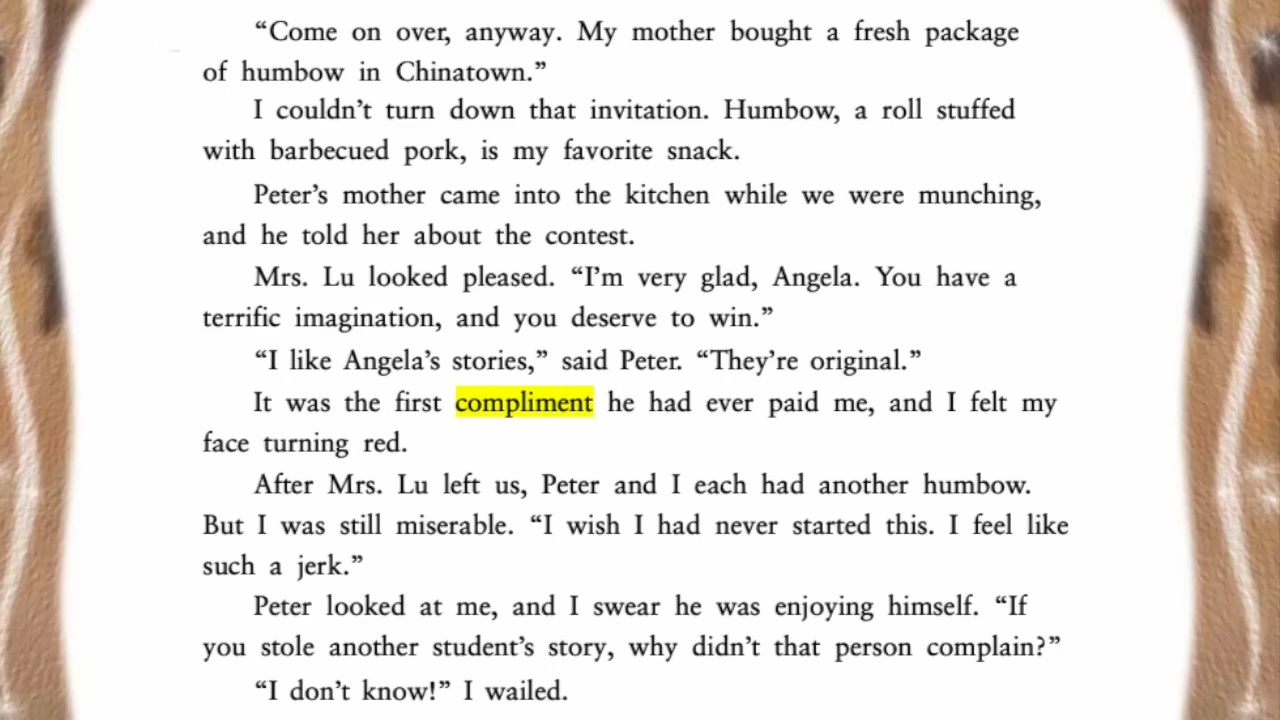 “Come on over, anyway. My mother bought a fresh package
of humbow in Chinatown.”
I couldn’t turn down that invitation. Humbow, a roll stuffed
with barbecued pork, is my favorite snack.
Peter’s mother came into the kitchen while we were munching,
and he told her about the contest.
Mrs. Lu looked pleased. “I’m very glad, Angela. You have a
terrific imagination, and you deserve to win.”
“I like Angela’s stories,” said Peter. “They’re original.”
It was the first compliment he had ever paid me, and I felt my
face turning red.
After Mrs. Lu left us, Peter and I each had another humbow.
But I was still miserable. “I wish I had never started this. I feel like
such a jerk.”
Peter looked at me, and I swear he was enjoying himself. “If
you stole another student’s story, why didn’t that person complain?”
“I don’t know!” I wailed.